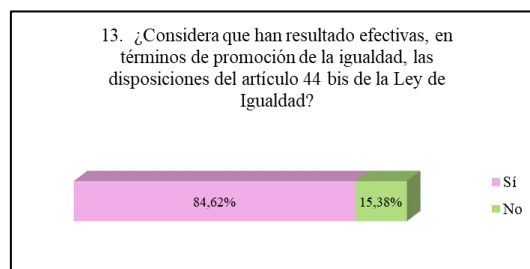 13. ¿Considera que han resultado efectivas, en
términos de promoción de la igualdad, las
disposiciones del artículo 44 bis de la Ley de
Igualdad?
84,62%
15,38%
Sí
No